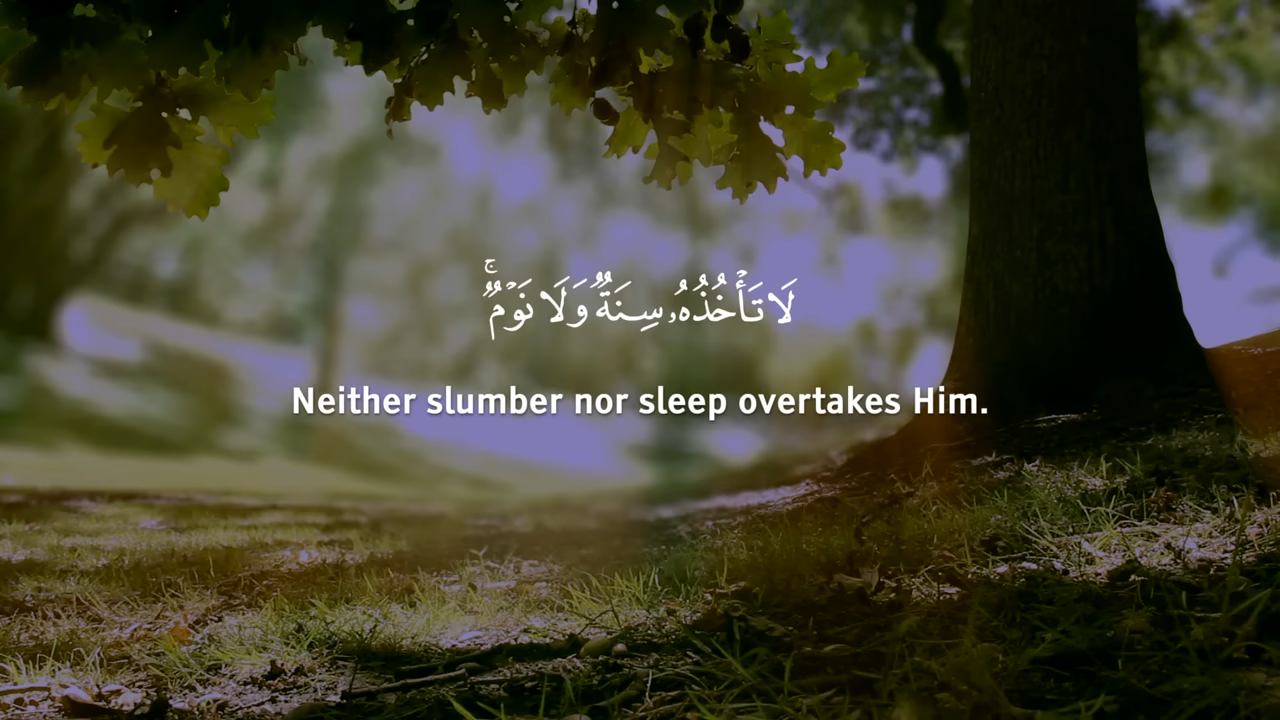 لَا تَأْخُذُهُۥ سِنَةٌ وَلَا نَوْمٌ ۚ
Neither slumber nor sleep overtakes Him.